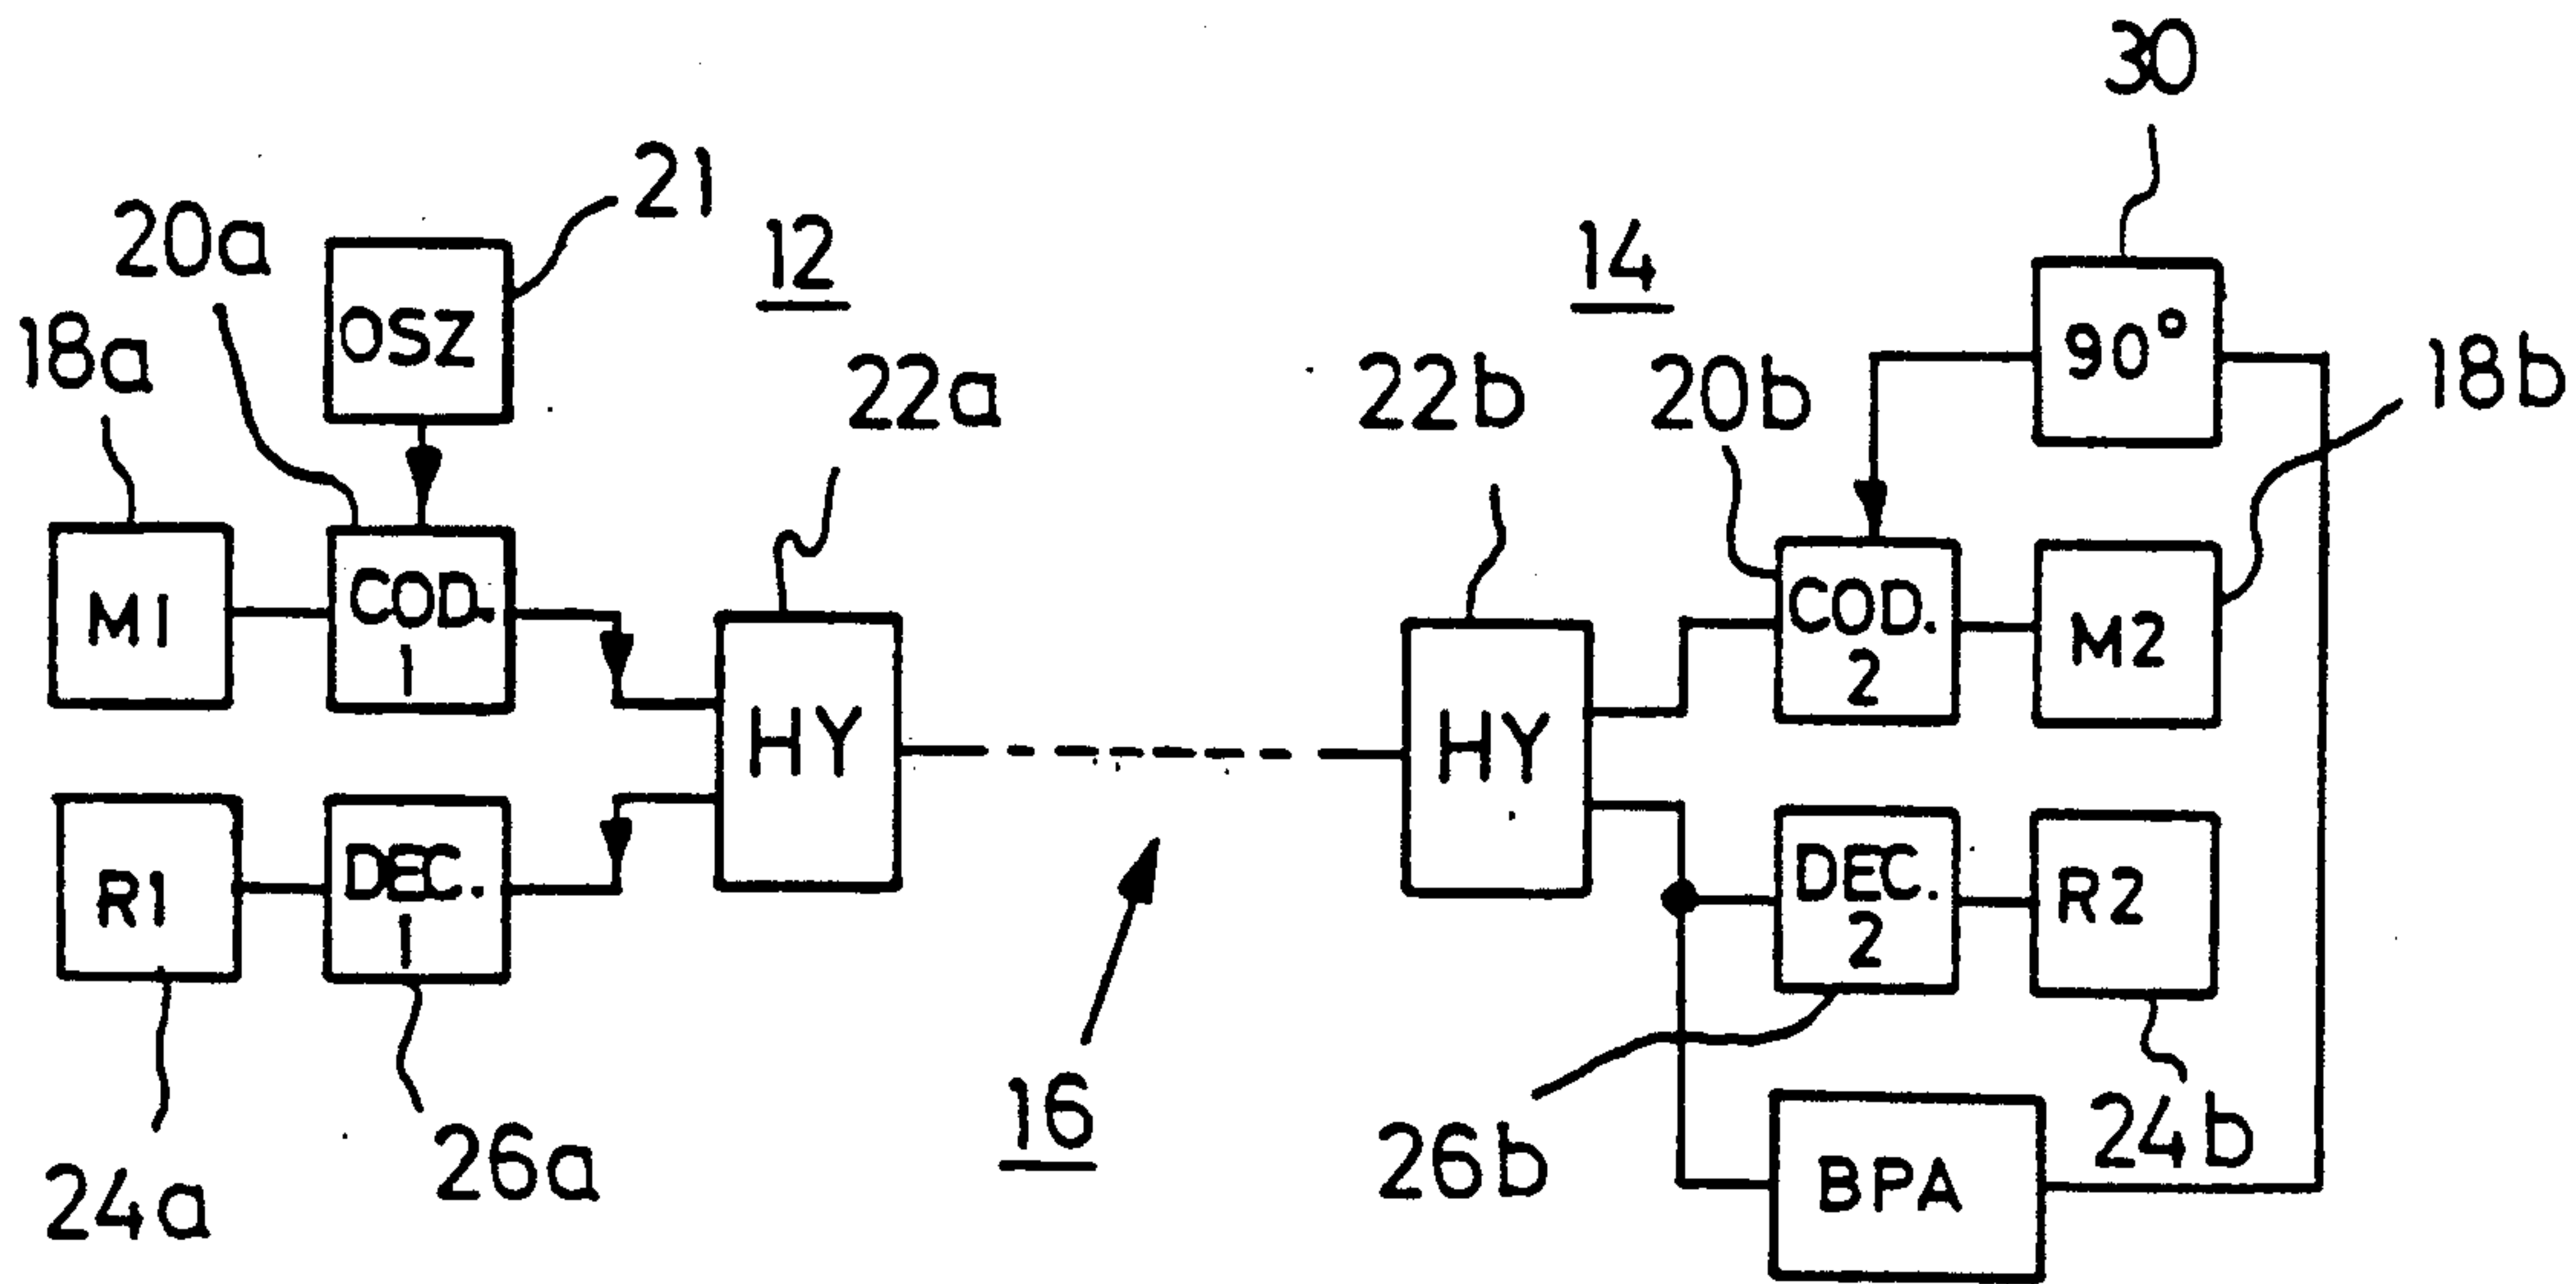 30
21
20a
12
14
OSZ
18a
90°
18b
22a
22b
20b
M1
COD.
1
HY
HY
COD.
2
M2
R1
DEC.
1
DEC.
2
R2
16
24a
26a
26b
24b
BPA